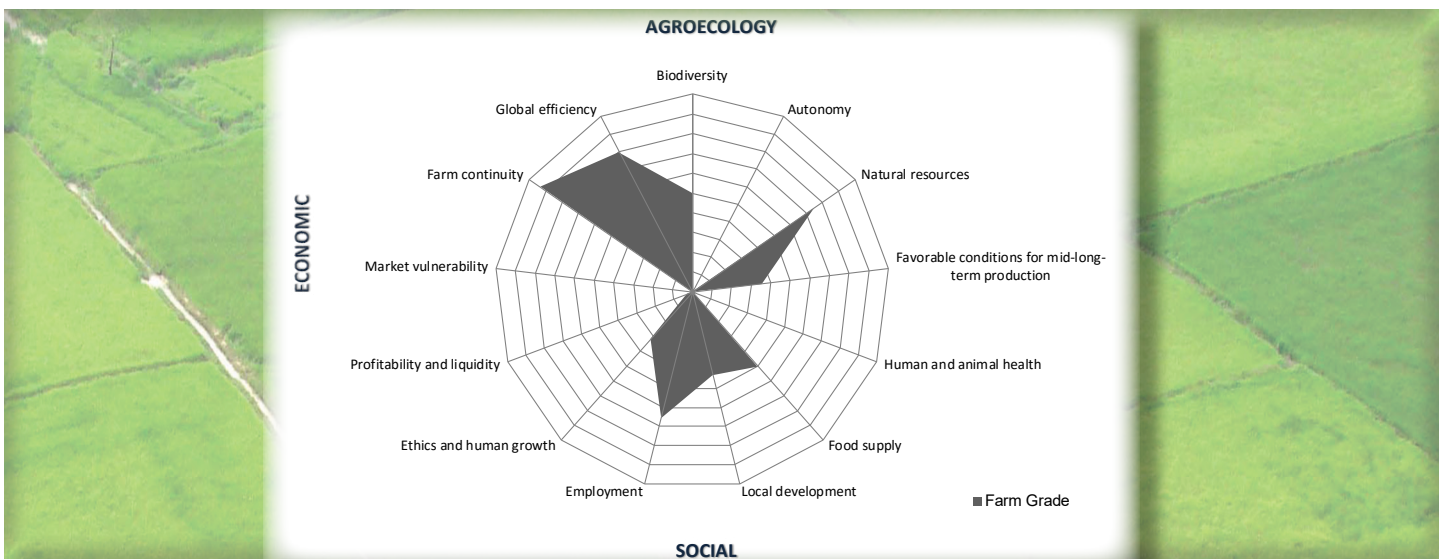 AGROECOLOGY
Biodiversity
Global efficiency
Autonomy
Farm continuity
Natural resources
ECONOMIC
Market vulnerability
Favorable conditions for mid-long-
term production
Profitability and liquidity
Human and animal health
Ethics and human growth
Food supply
Employment
Local development
Farm Grade
SOCIAL